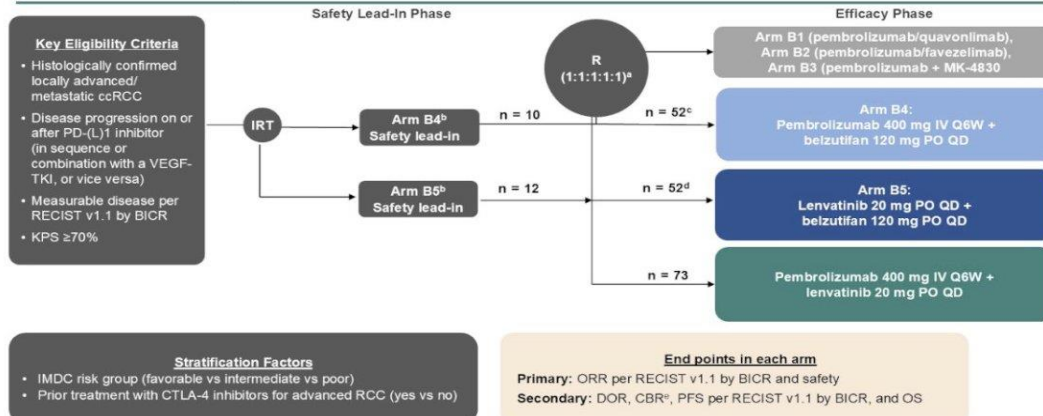 Safety Lead-In Phase
Efficacy Phase
Key Eligibility Criteria
• Histologically confirmed
locally advanced/
metastatic ccRCC
• Disease progression on or
after PD-(L)1 inhibitor
(in sequence or
combination with a VEGF-
TKI, or vice versa)
• Measurable disease per
RECIST v1.1 by BICR
• KPS ≥70%
IRT
Arm B4ᵇ
Safety lead-in
Arm B5ᵇ
Safety lead-in
n = 10
n = 12
R
(1:1:1:1:1)ᵃ
n = 52ᶜ
n = 52ᵈ
n = 73
Arm B1 (pembrolizumab/quavonlimab),
Arm B2 (pembrolizumab/favezelimab),
Arm B3 (pembrolizumab + MK-4830
Arm B4:
Pembrolizumab 400 mg IV Q6W +
belzutifan 120 mg PO QD
Arm B5:
Lenvatinib 20 mg PO QD +
belzutifan 120 mg PO QD
Pembrolizumab 400 mg IV Q6W +
lenvatinib 20 mg PO QD
Stratification Factors
• IMDC risk group (favorable vs intermediate vs poor)
• Prior treatment with CTLA-4 inhibitors for advanced RCC (yes vs no)
End points in each arm
Primary: ORR per RECIST v1.1 by BICR and safety
Secondary: DOR, CBRᵉ, PFS per RECIST v1.1 by BICR, and OS